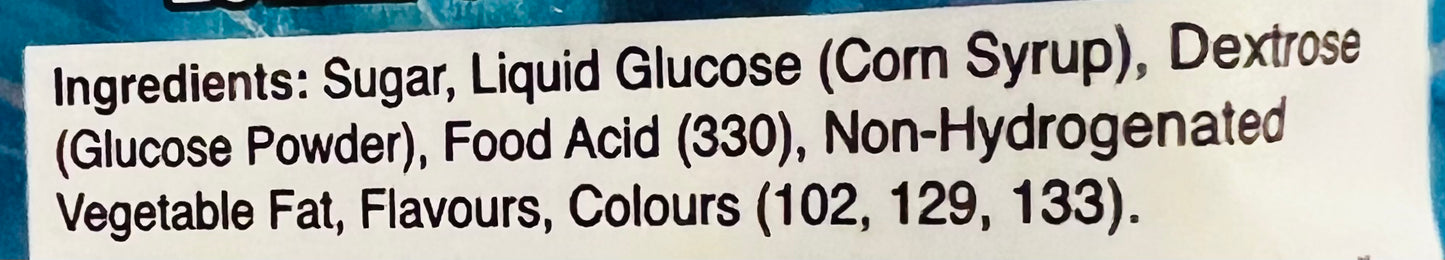 Ingredients: Sugar, Liquid Glucose (Corn Syrup), Dextrose
(Glucose Powder), Food Acid (330), Non-Hydrogenated
Vegetable Fat, Flavours, Colours (102, 129, 133).